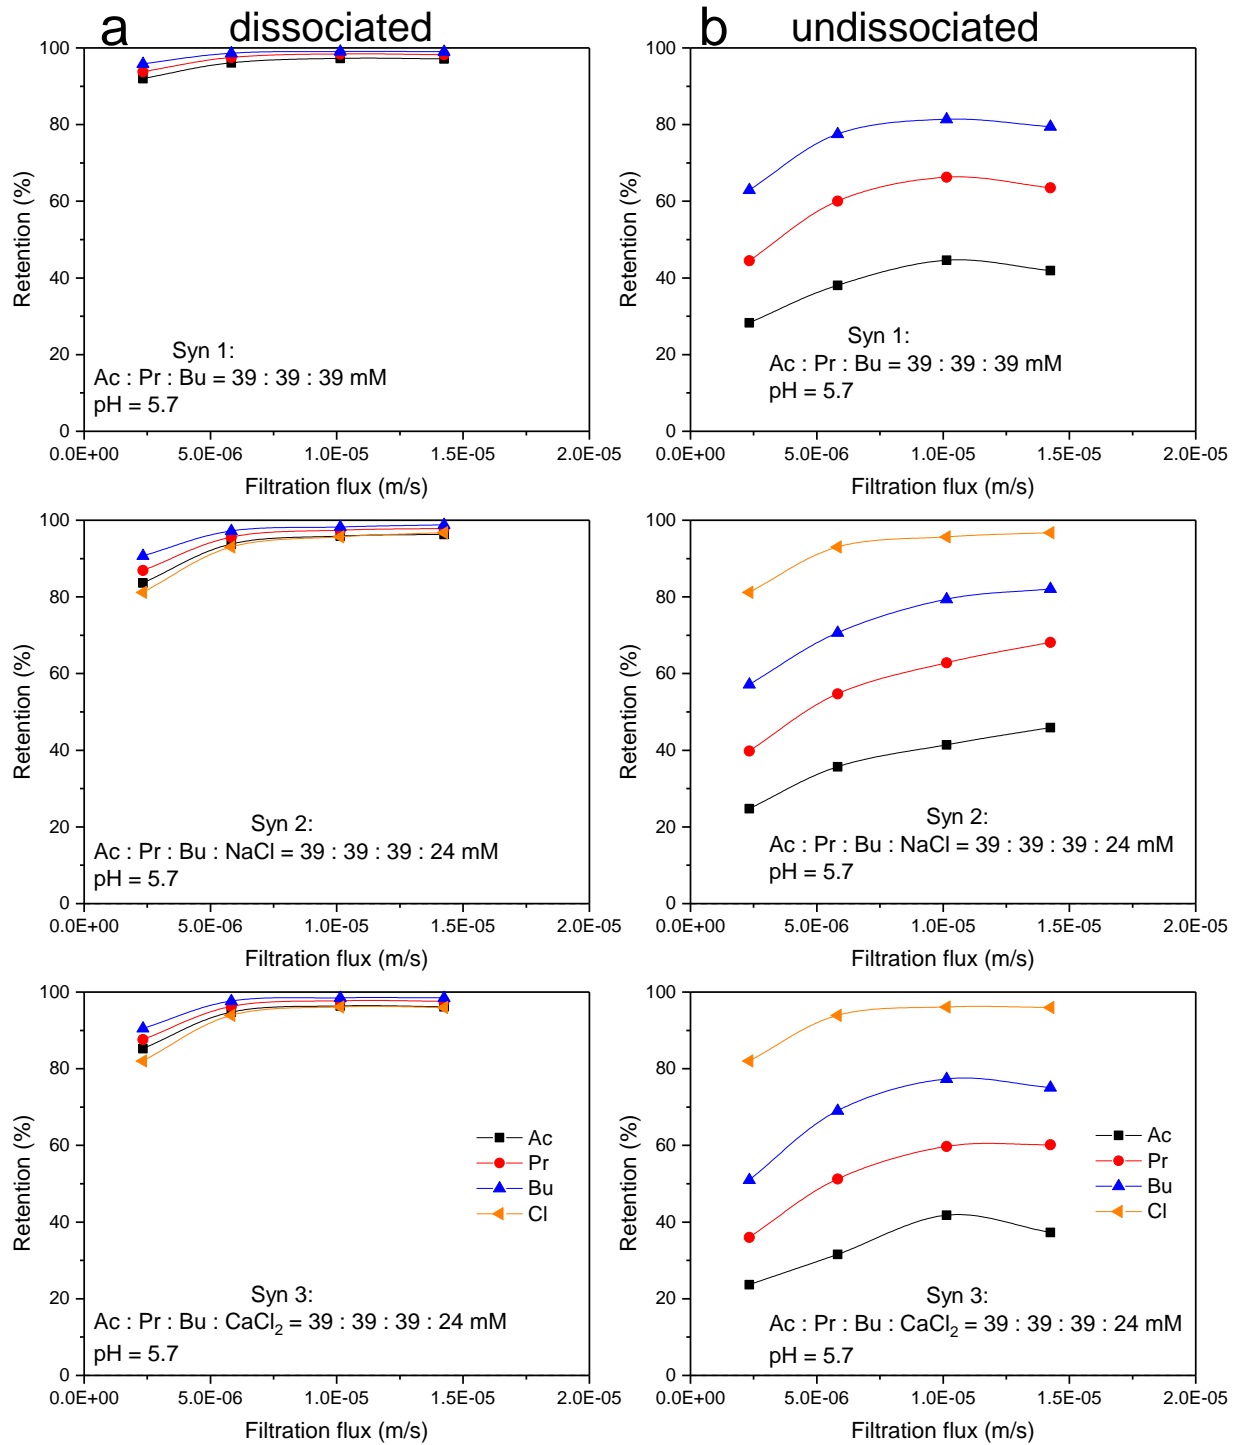 a dissociated
Retention (%)
100
80
60
40
20
0
Syn 1:
Ac : Pr : Bu = 39 : 39 : 39 mM
pH = 5.7
0.0E+00 5.0E-06 1.0E-05 1.5E-05 2.0E-05
Filtration flux (m/s)
b undissociated
Retention (%)
100
80
60
40
20
0
Syn 1:
Ac : Pr : Bu = 39 : 39 : 39 mM
pH = 5.7
0.0E+00 5.0E-06 1.0E-05 1.5E-05 2.0E-05
Filtration flux (m/s)
Retention (%)
100
80
60
40
20
0
Syn 2:
Ac : Pr : Bu : NaCl = 39 : 39 : 39 : 24 mM
pH = 5.7
0.0E+00 5.0E-06 1.0E-05 1.5E-05 2.0E-05
Filtration flux (m/s)
Retention (%)
100
80
60
40
20
0
Syn 2:
Ac : Pr : Bu : NaCl = 39 : 39 : 39 : 24 mM
pH = 5.7
0.0E+00 5.0E-06 1.0E-05 1.5E-05 2.0E-05
Filtration flux (m/s)
Retention (%)
100
80
60
40
20
0
Ac
Pr
Bu
Cl
Syn 3:
Ac : Pr : Bu : CaCl₂ = 39 : 39 : 39 : 24 mM
pH = 5.7
0.0E+00 5.0E-06 1.0E-05 1.5E-05 2.0E-05
Filtration flux (m/s)
Retention (%)
100
80
60
40
20
0
Ac
Pr
Bu
Cl
Syn 3:
Ac : Pr : Bu : CaCl₂ = 39 : 39 : 39 : 24 mM
pH = 5.7
0.0E+00 5.0E-06 1.0E-05 1.5E-05 2.0E-05
Filtration flux (m/s)